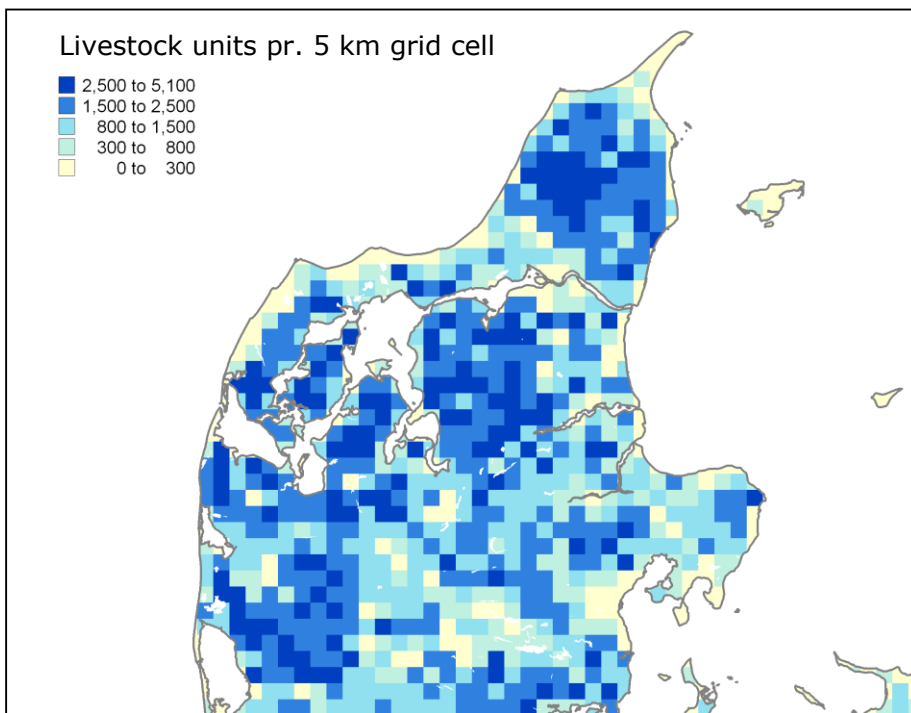 Livestock units pr. 5 km grid cell
2,500 to 5,100
1,500 to 2,500
800 to 1,500
300 to 800
0 to 300